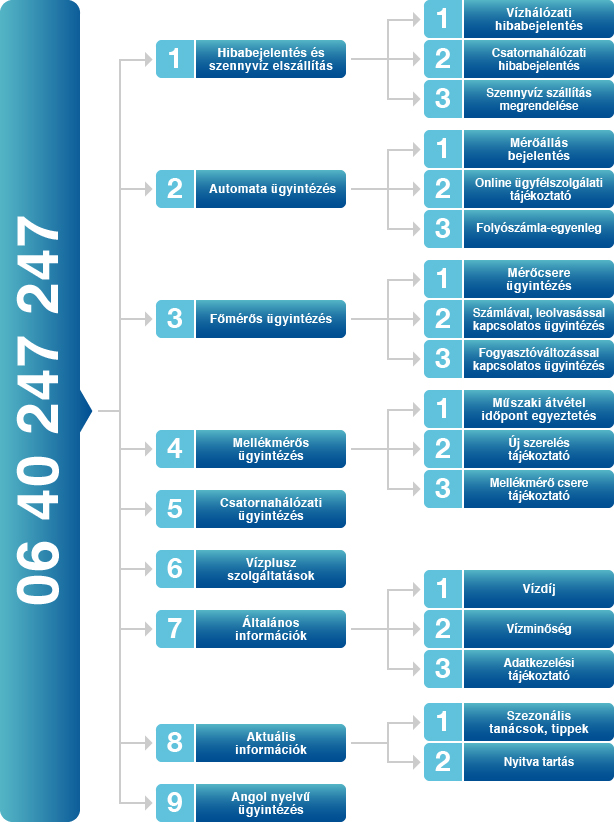 06 40 247 247
1
Hibabejelentés és
szennyvíz elszállítás
1
Vízhálózati
hibabejelentés
2
Csatornahálózati
hibabejelentés
3
Szennyvíz szállítás
megrendelése
2
Automata ügyintézés
1
Mérőállás
bejelentés
2
Online ügyfélszolgálati
tájékoztató
3
Folyószámla-egyenleg
3
Főmérős ügyintézés
1
Mérőcsere
ügyintézés
2
Számlával, leolvasással
kapcsolatos ügyintézés
3
Fogyasztóváltozással
kapcsolatos ügyintézés
4
Mellékmérős
ügyintézés
1
Műszaki átvétel
időpont egyeztetés
2
Új szerelés
tájékoztató
3
Mellékmérő csere
tájékoztató
5
Csatornahálózati
ügyintézés
6
Vízplusz
szolgáltatások
7
Általános
információk
1
Vízdíj
2
Vízminőség
3
Adatkezelési
tájékoztató
8
Aktuális
információk
1
Szezonális
tanácsok, tippek
2
Nyitva tartás
9
Angol nyelvű
ügyintézés